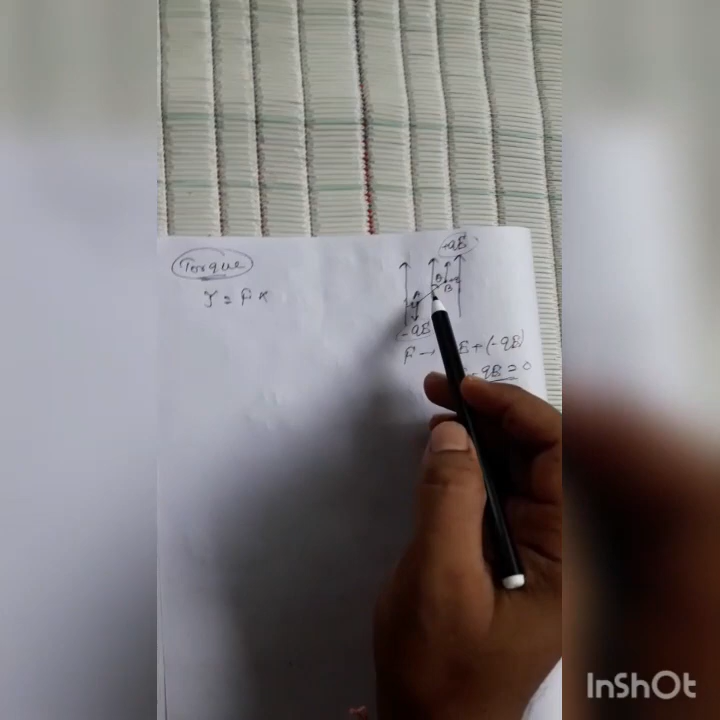 Torque
+qE
τ = F ×
B
-qE
F → E + (-qE)
- qE = 0
InShOt